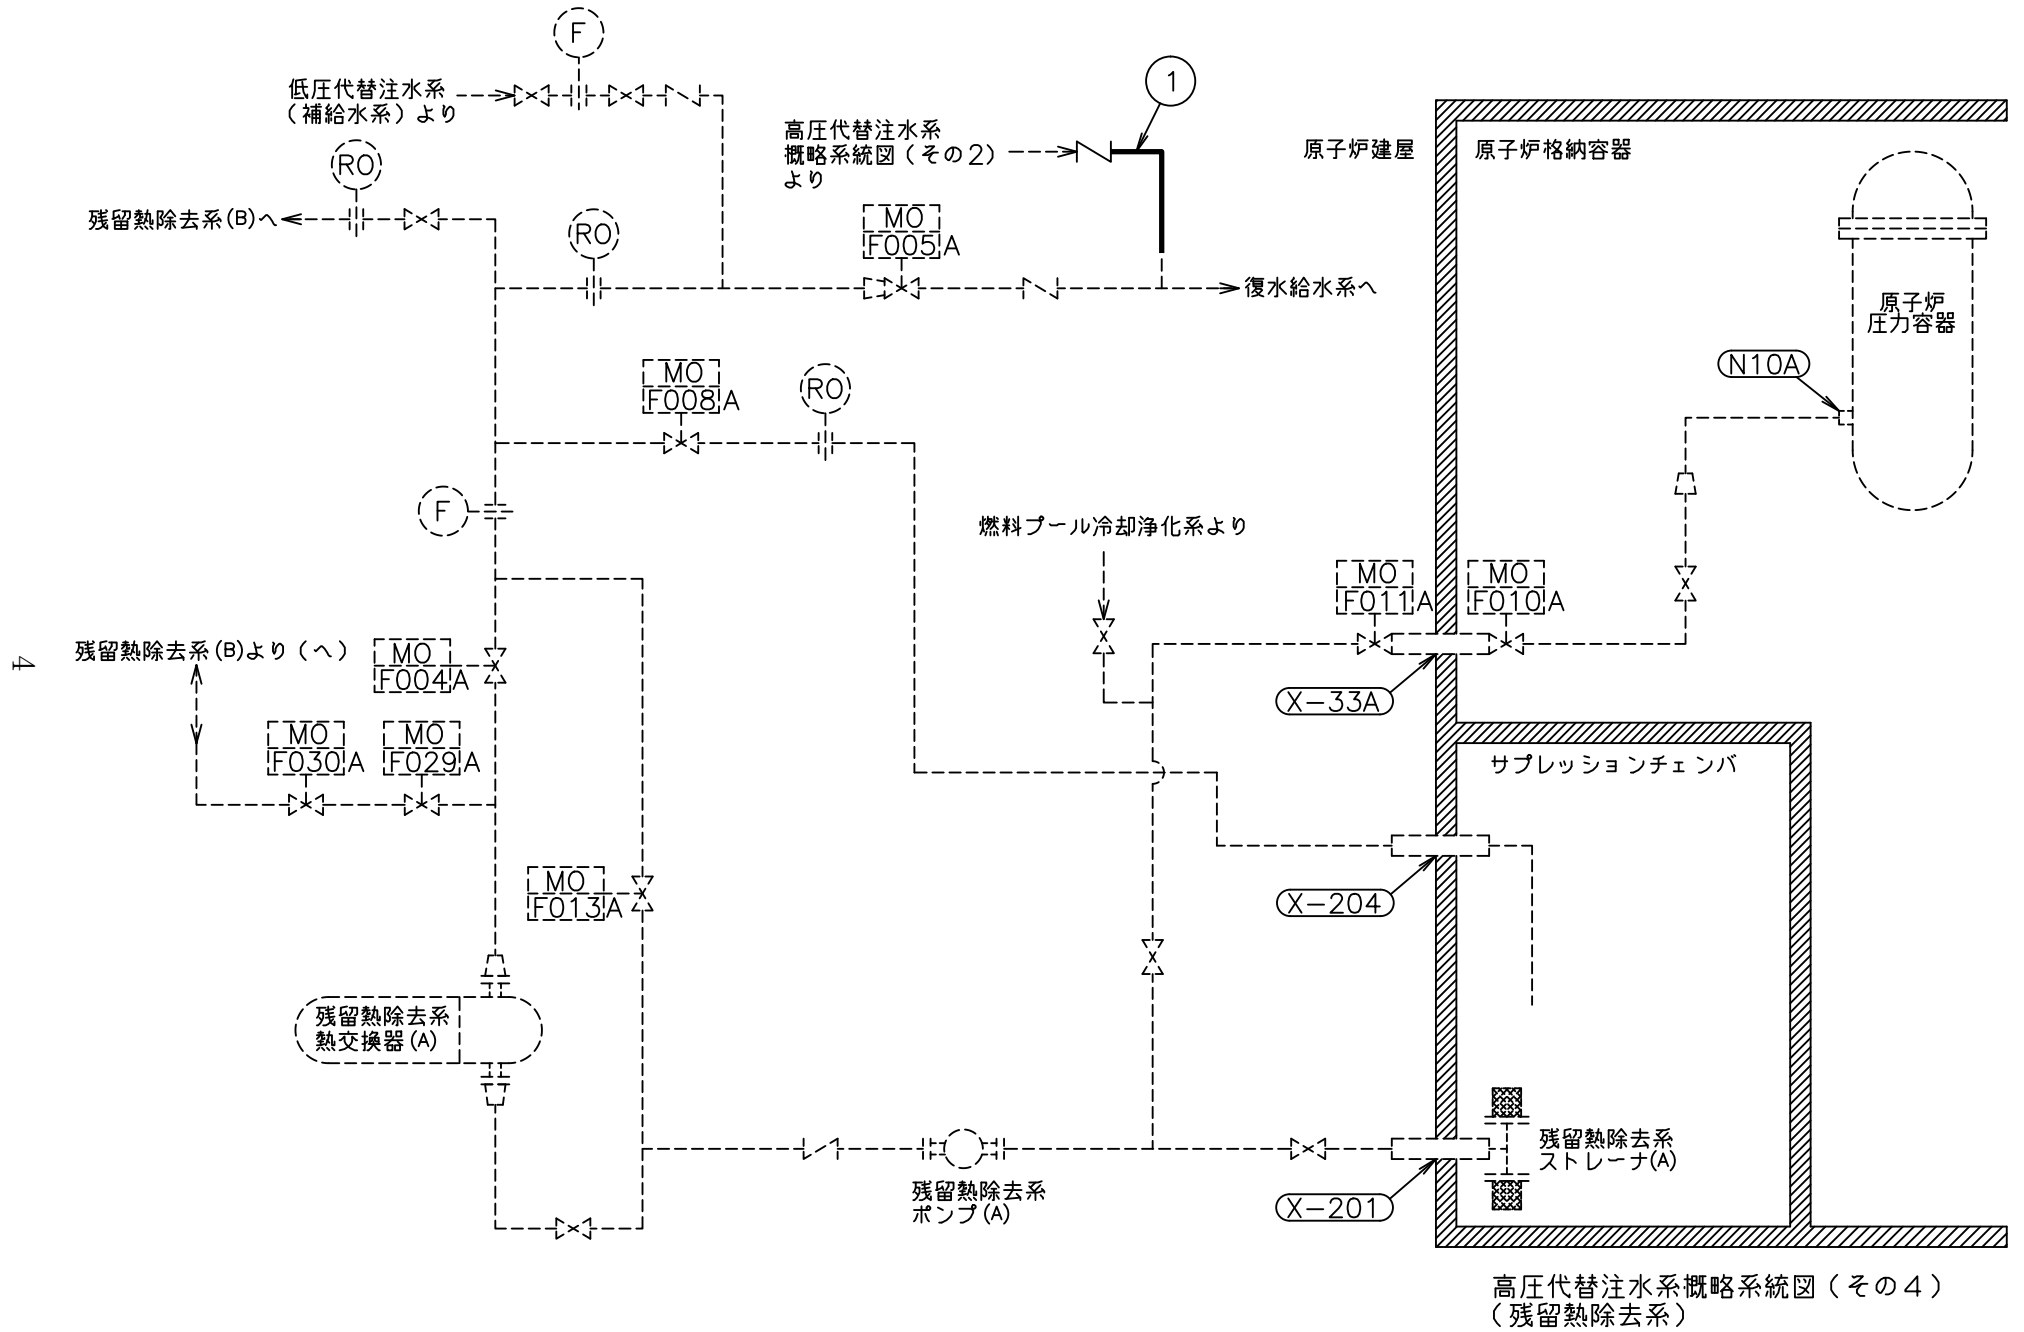 F
低圧代替注水系
（補給水系）より
1
高圧代替注水系
概略系統図（その2）
より
原子炉建屋
原子炉格納容器
RO
残留熱除去系(B)へ
RO
MO
F005A
復水給水系へ
原子炉
圧力容器
N10A
MO
F008A
RO
F
燃料プール冷却浄化系より
MO
F011A
MO
F010A
残留熱除去系(B)より（へ）
MO
F004A
4
X-33A
MO
F030A
MO
F029A
サプレッションチェンバ
MO
F013A
X-204
残留熱除去系
熱交換器(A)
残留熱除去系
ストレーナ(A)
残留熱除去系
ポンプ(A)
X-201
高圧代替注水系概略系統図（その4）
（残留熱除去系）